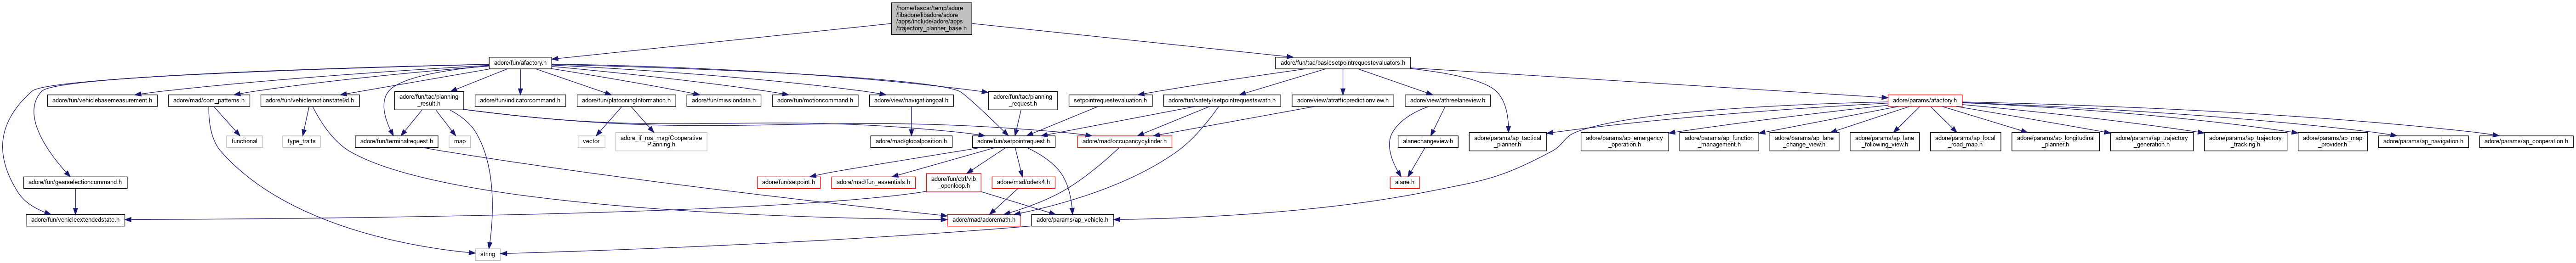 /home/fascar/temp/adore
/libadore/libadore/adore
/apps/include/adore/apps
/trajectory_planner_base.h
adore/fun/afactory.h
adore/fun/tac/basicsetpointrequestevaluators.h
adore/fun/vehiclebasemeasurement.h
adore/mad/com_patterns.h
adore/fun/vehiclemotionstate9d.h
adore/fun/tac/planning
_result.h
adore/fun/indicatorcommand.h
adore/fun/platooningInformation.h
adore/fun/missiondata.h
adore/fun/motioncommand.h
adore/view/navigationgoal.h
adore/fun/tac/planning
_request.h
setpointrequestevaluation.h
adore/fun/safety/setpointrequestswath.h
adore/view/atrafficpredictionview.h
adore/view/athreelaneview.h
adore/params/afactory.h
functional
type_traits
adore/fun/terminalrequest.h
map
vector
adore_if_ros_msg/Cooperative
Planning.h
adore/mad/globalposition.h
adore/fun/setpointrequest.h
adore/mad/occupancycylinder.h
alanechangeview.h
adore/params/ap_tactical
_planner.h
adore/params/ap_emergency
_operation.h
adore/params/ap_function
_management.h
adore/params/ap_lane
_change_view.h
adore/params/ap_lane
_following_view.h
adore/params/ap_local
_road_map.h
adore/params/ap_longitudinal
_planner.h
adore/params/ap_trajectory
_generation.h
adore/params/ap_trajectory
_tracking.h
adore/params/ap_map
_provider.h
adore/params/ap_navigation.h
adore/params/ap_cooperation.h
adore/fun/gearselectioncommand.h
adore/fun/setpoint.h
adore/mad/fun_essentials.h
adore/fun/ctrl/vlb
_openloop.h
adore/mad/oderk4.h
alane.h
adore/fun/vehicleextendedstate.h
adore/mad/adoremath.h
adore/params/ap_vehicle.h
string